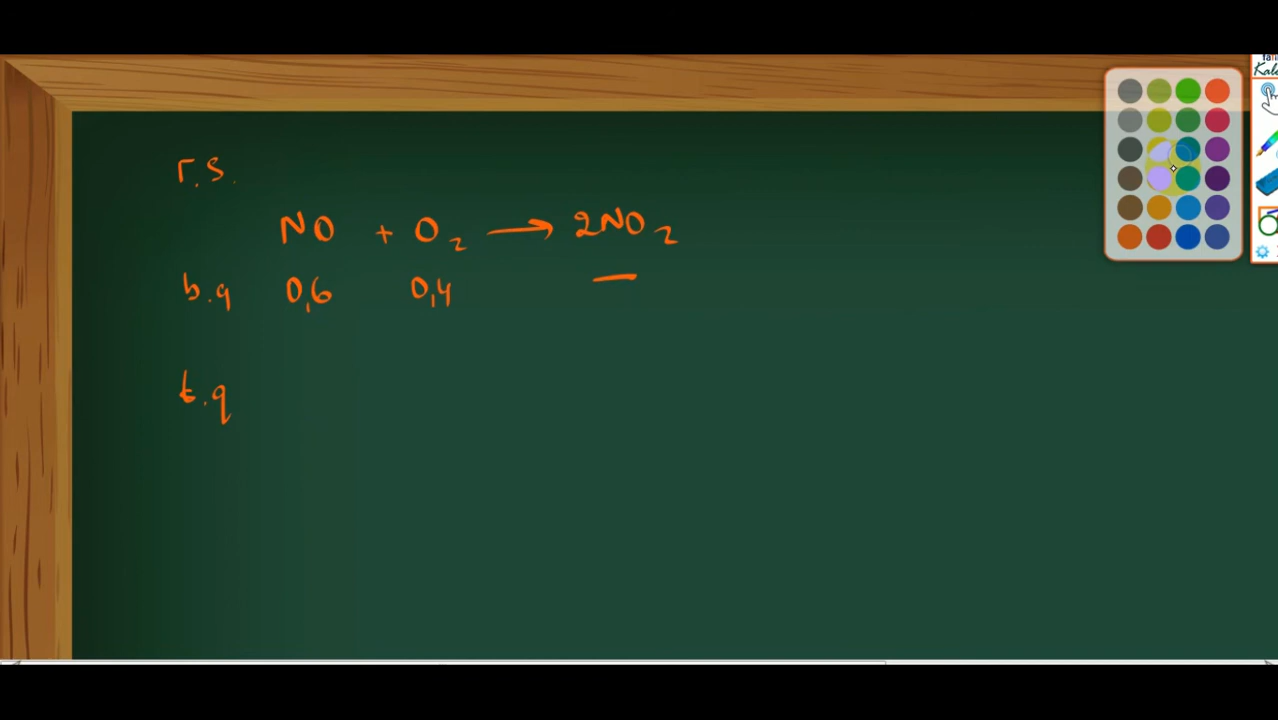 r.s.
NO + O₂ → 2NO₂
b.q 0,6 0,4 —
t.q